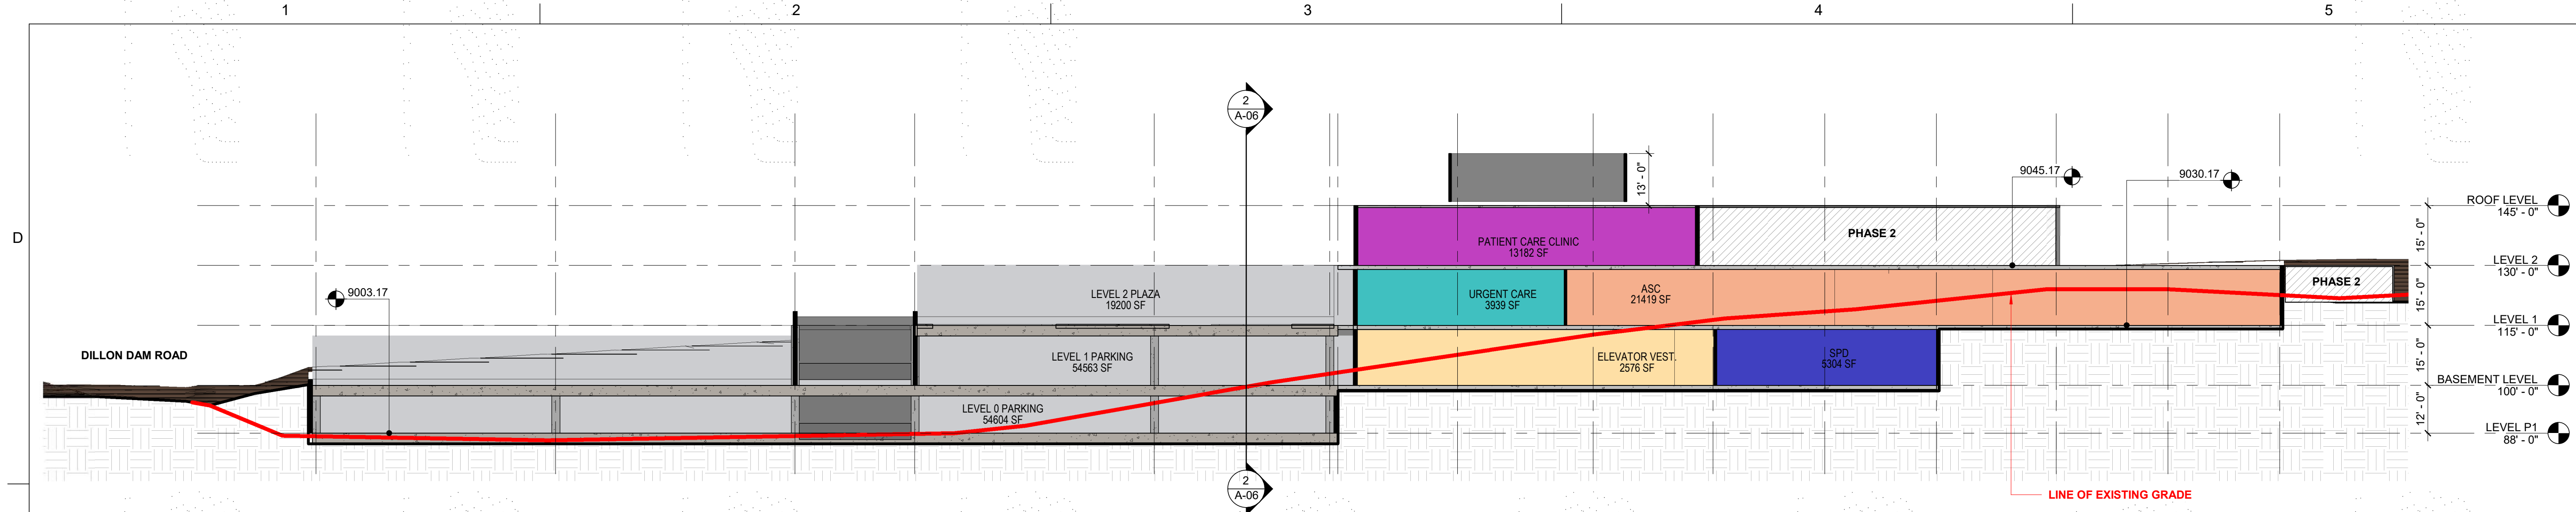 1
2
3
4
5
D
2
A-06
13' - 0"
9045.17
9030.17
ROOF LEVEL
145' - 0"
PATIENT CARE CLINIC
13182 SF
PHASE 2
15' - 0"
LEVEL 2
130' - 0"
9003.17
LEVEL 2 PLAZA
19200 SF
URGENT CARE
3939 SF
ASC
21419 SF
PHASE 2
15' - 0"
LEVEL 1
115' - 0"
DILLON DAM ROAD
LEVEL 1 PARKING
54563 SF
ELEVATOR VEST.
2576 SF
SPD
5304 SF
15' - 0"
BASEMENT LEVEL
100' - 0"
LEVEL 0 PARKING
54604 SF
12' - 0"
LEVEL P1
88' - 0"
2
A-06
LINE OF EXISTING GRADE